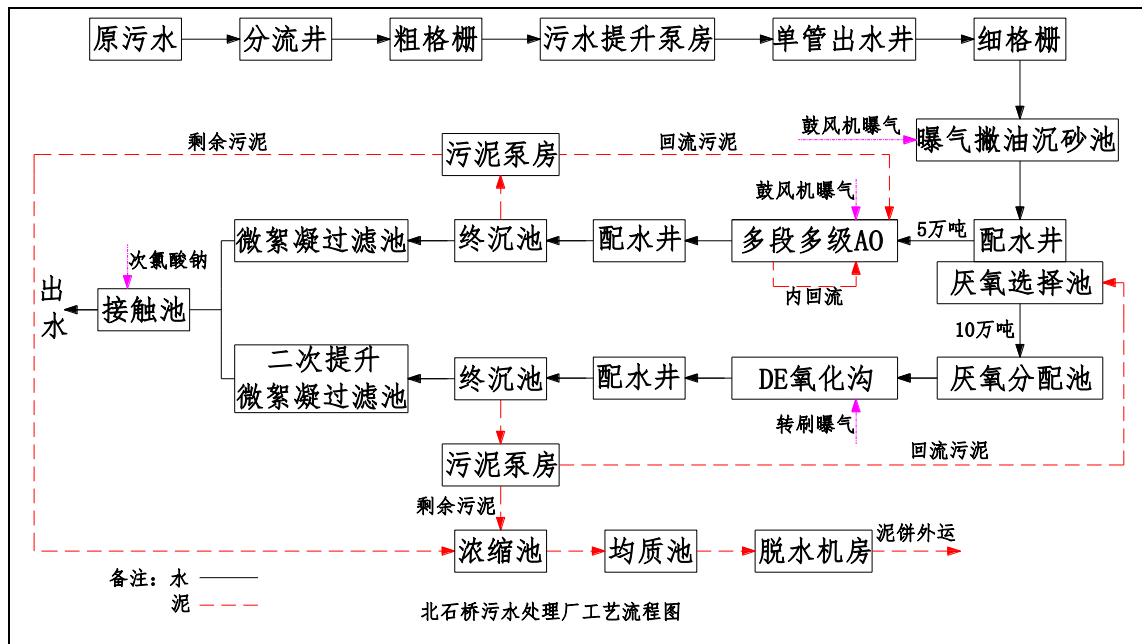 原污水
分流井
粗格栅
污水提升泵房
单管出水井
细格栅
鼓风机曝气
曝气撇油沉砂池
剩余污泥
污泥泵房
回流污泥
鼓风机曝气
微絮凝过滤池
终沉池
配水井
多段多级AO
5万吨
配水井
次氯酸钠
内回流
厌氧选择池
出水
接触池
10万吨
二次提升
微絮凝过滤池
终沉池
配水井
DE氧化沟
厌氧分配池
转刷曝气
污泥泵房
回流污泥
剩余污泥
浓缩池
均质池
脱水机房
泥饼外运
备注：水
泥
北石桥污水处理厂工艺流程图